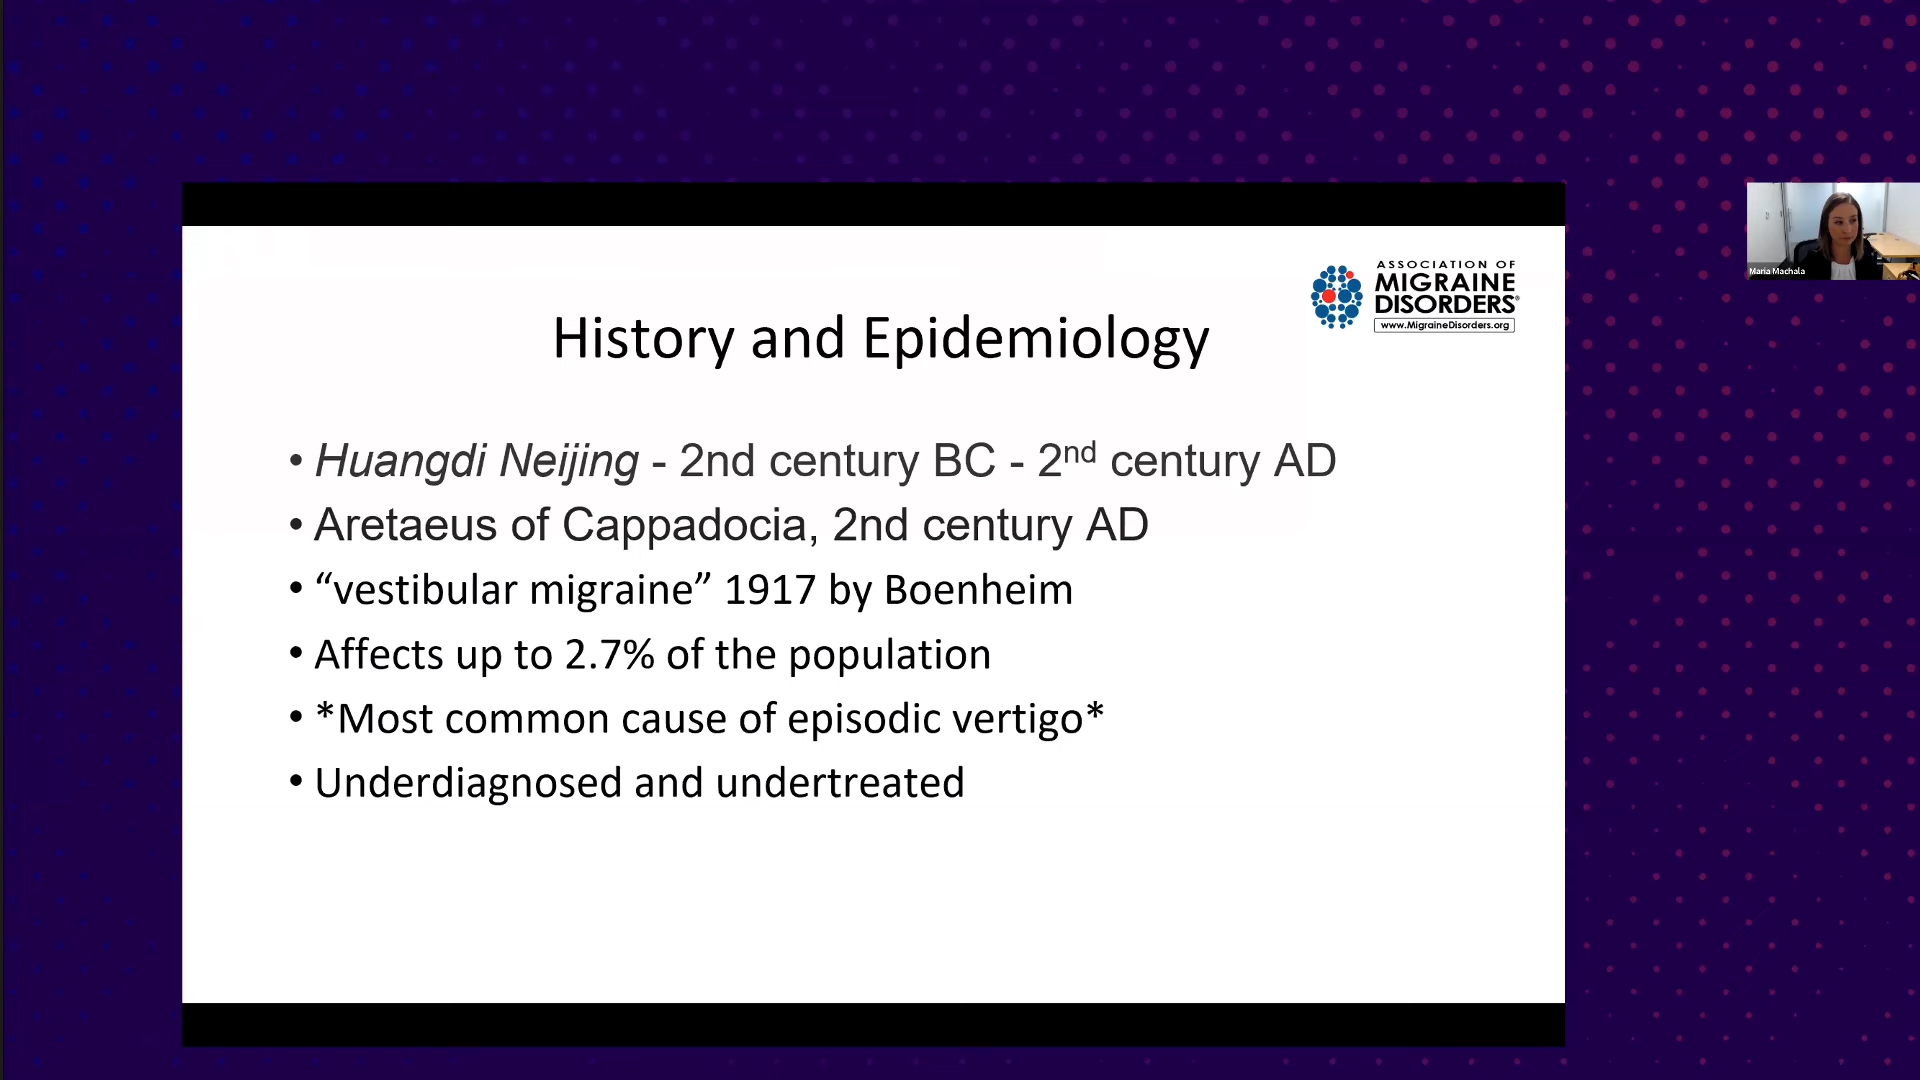 ASSOCIATION OF
MIGRAINE
DISORDERS®
www.MigraineDisorders.org
History and Epidemiology
• Huangdi Neijing - 2nd century BC - 2nd century AD
• Aretaeus of Cappadocia, 2nd century AD
• “vestibular migraine” 1917 by Boenheim
• Affects up to 2.7% of the population
• *Most common cause of episodic vertigo*
• Underdiagnosed and undertreated
Maria Machala